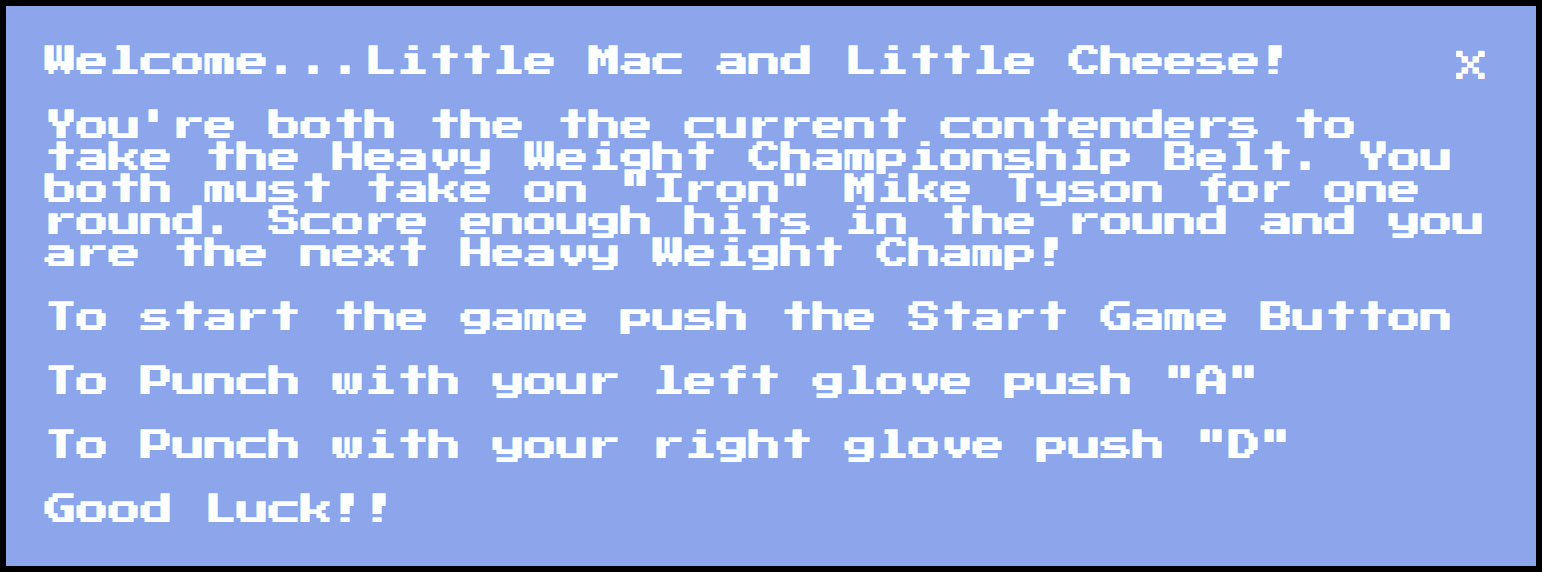 Welcome...Little Mac and Little Cheese!
x
You're both the the current contenders to
take the Heavy Weight Championship Belt. You
both must take on "Iron" Mike Tyson for one
round. Score enough hits in the round and you
are the next Heavy Weight Champ!
To start the game push the Start Game Button
To Punch with your left glove push "A"
To Punch with your right glove push "D"
Good Luck!!